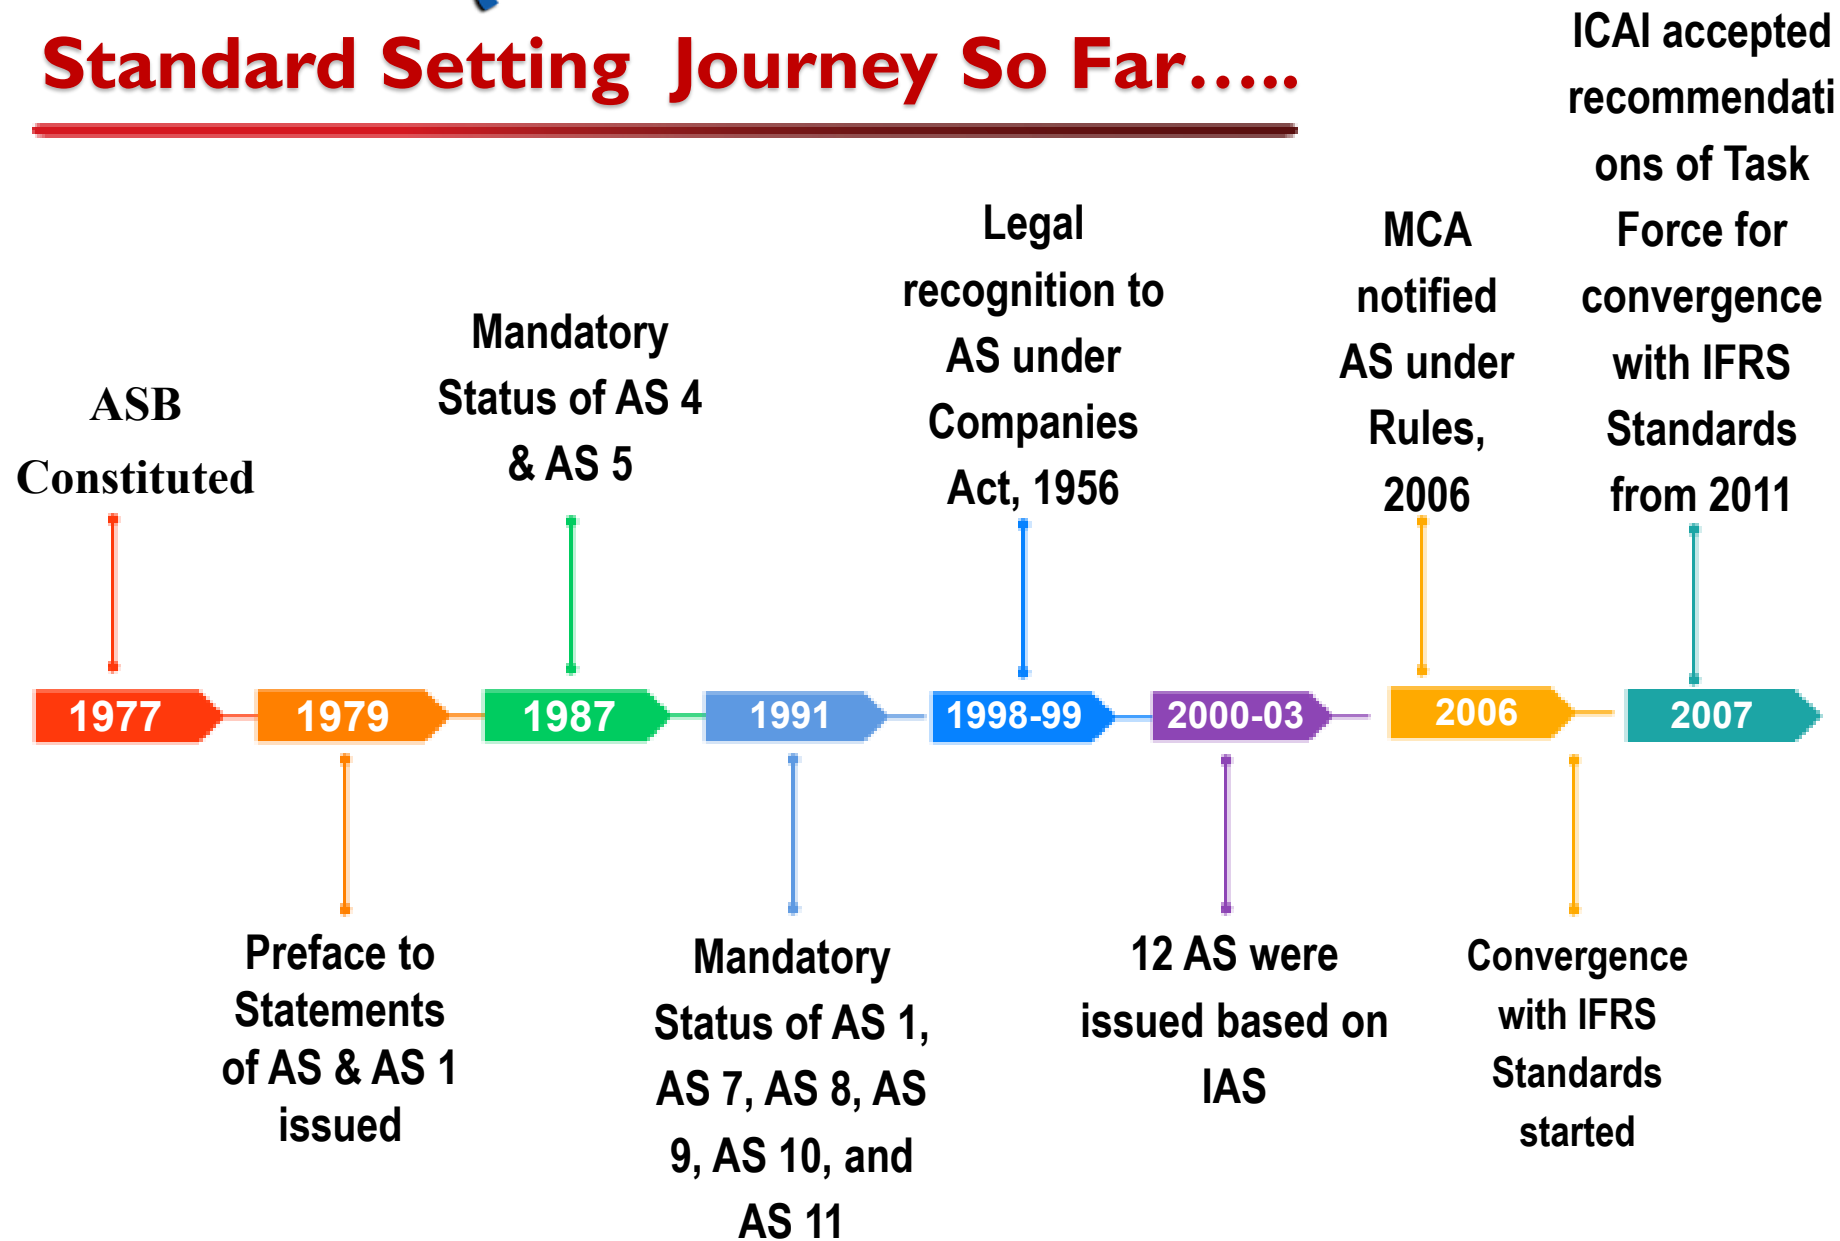 Standard Setting Journey So Far.....
ASB
Constituted
Mandatory
Status of AS 4
& AS 5
Legal
recognition to
AS under
Companies
Act, 1956
MCA
notified
AS under
Rules,
2006
ICAI accepted
recommendati
ons of Task
Force for
convergence
with IFRS
Standards
from 2011
1977
1979
1987
1991
1998-99
2000-03
2006
2007
Preface to
Statements
of AS & AS 1
issued
Mandatory
Status of AS 1,
AS 7, AS 8, AS
9, AS 10, and
AS 11
12 AS were
issued based on
IAS
Convergence
with IFRS
Standards
started